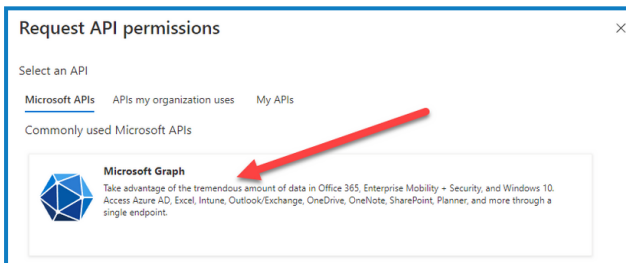 Request API permissions
Select an API
Microsoft APIs APIs my organization uses My APIs
Commonly used Microsoft APIs
Microsoft Graph
Take advantage of the tremendous amount of data in Office 365, Enterprise Mobility + Security, and Windows 10.
Access Azure AD, Excel, Intune, Outlook/Exchange, OneDrive, OneNote, SharePoint, Planner, and more through a
single endpoint.